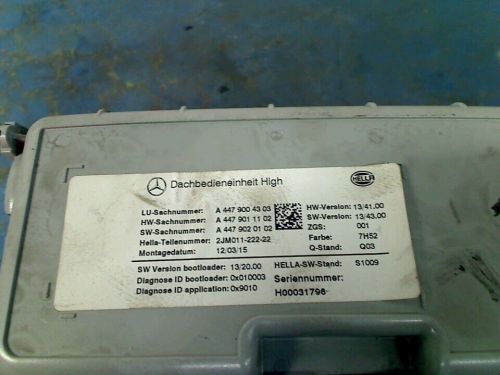 Dachbedieneinheit High
HELLA
LU-Sachnummer: A 447 900 43 03
HW-Sachnummer: A 447 901 11 02
SW-Sachnummer: A 447 902 01 02
Hella-Teilenummer: 2JM011-222-22
Montagedatum: 12/03/15
HW-Version: 13/41.00
SW-Version: 13/43.00
ZGS: 001
Farbe: 7H52
Q-Stand: Q03
SW Version bootloader: 13/20.00
Diagnose ID bootloader: 0x010003
Diagnose ID application: 0x9010
HELLA-SW-Stand: S1009
Seriennummer:
H00031796